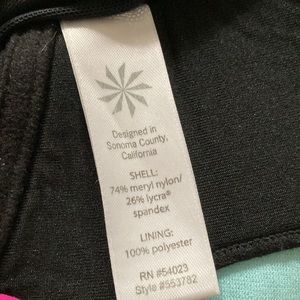 Designed in
Sonoma County,
California
SHELL:
74% meryl nylon/
26% lycra®
spandex
LINING:
100% polyester
RN #54023
Style #553782